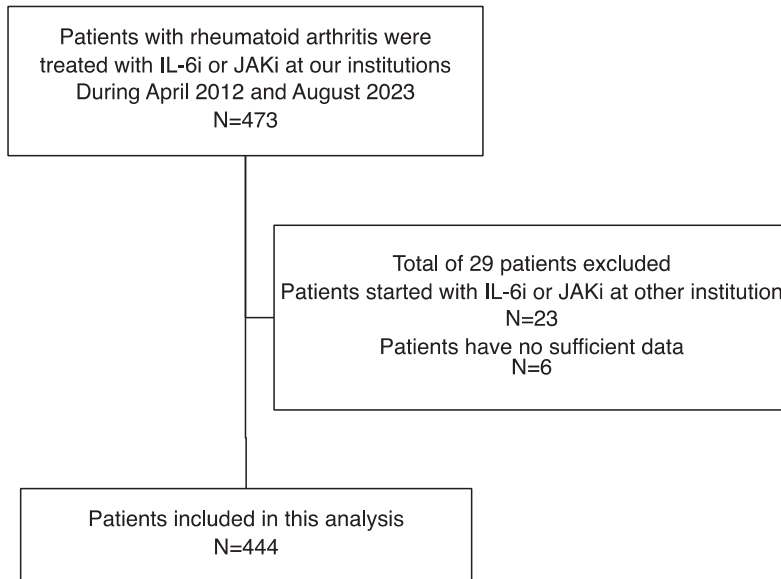 Patients with rheumatoid arthritis were
treated with IL-6i or JAKi at our institutions
During April 2012 and August 2023
N=473
Total of 29 patients excluded
Patients started with IL-6i or JAKi at other institution
N=23
Patients have no sufficient data
N=6
Patients included in this analysis
N=444